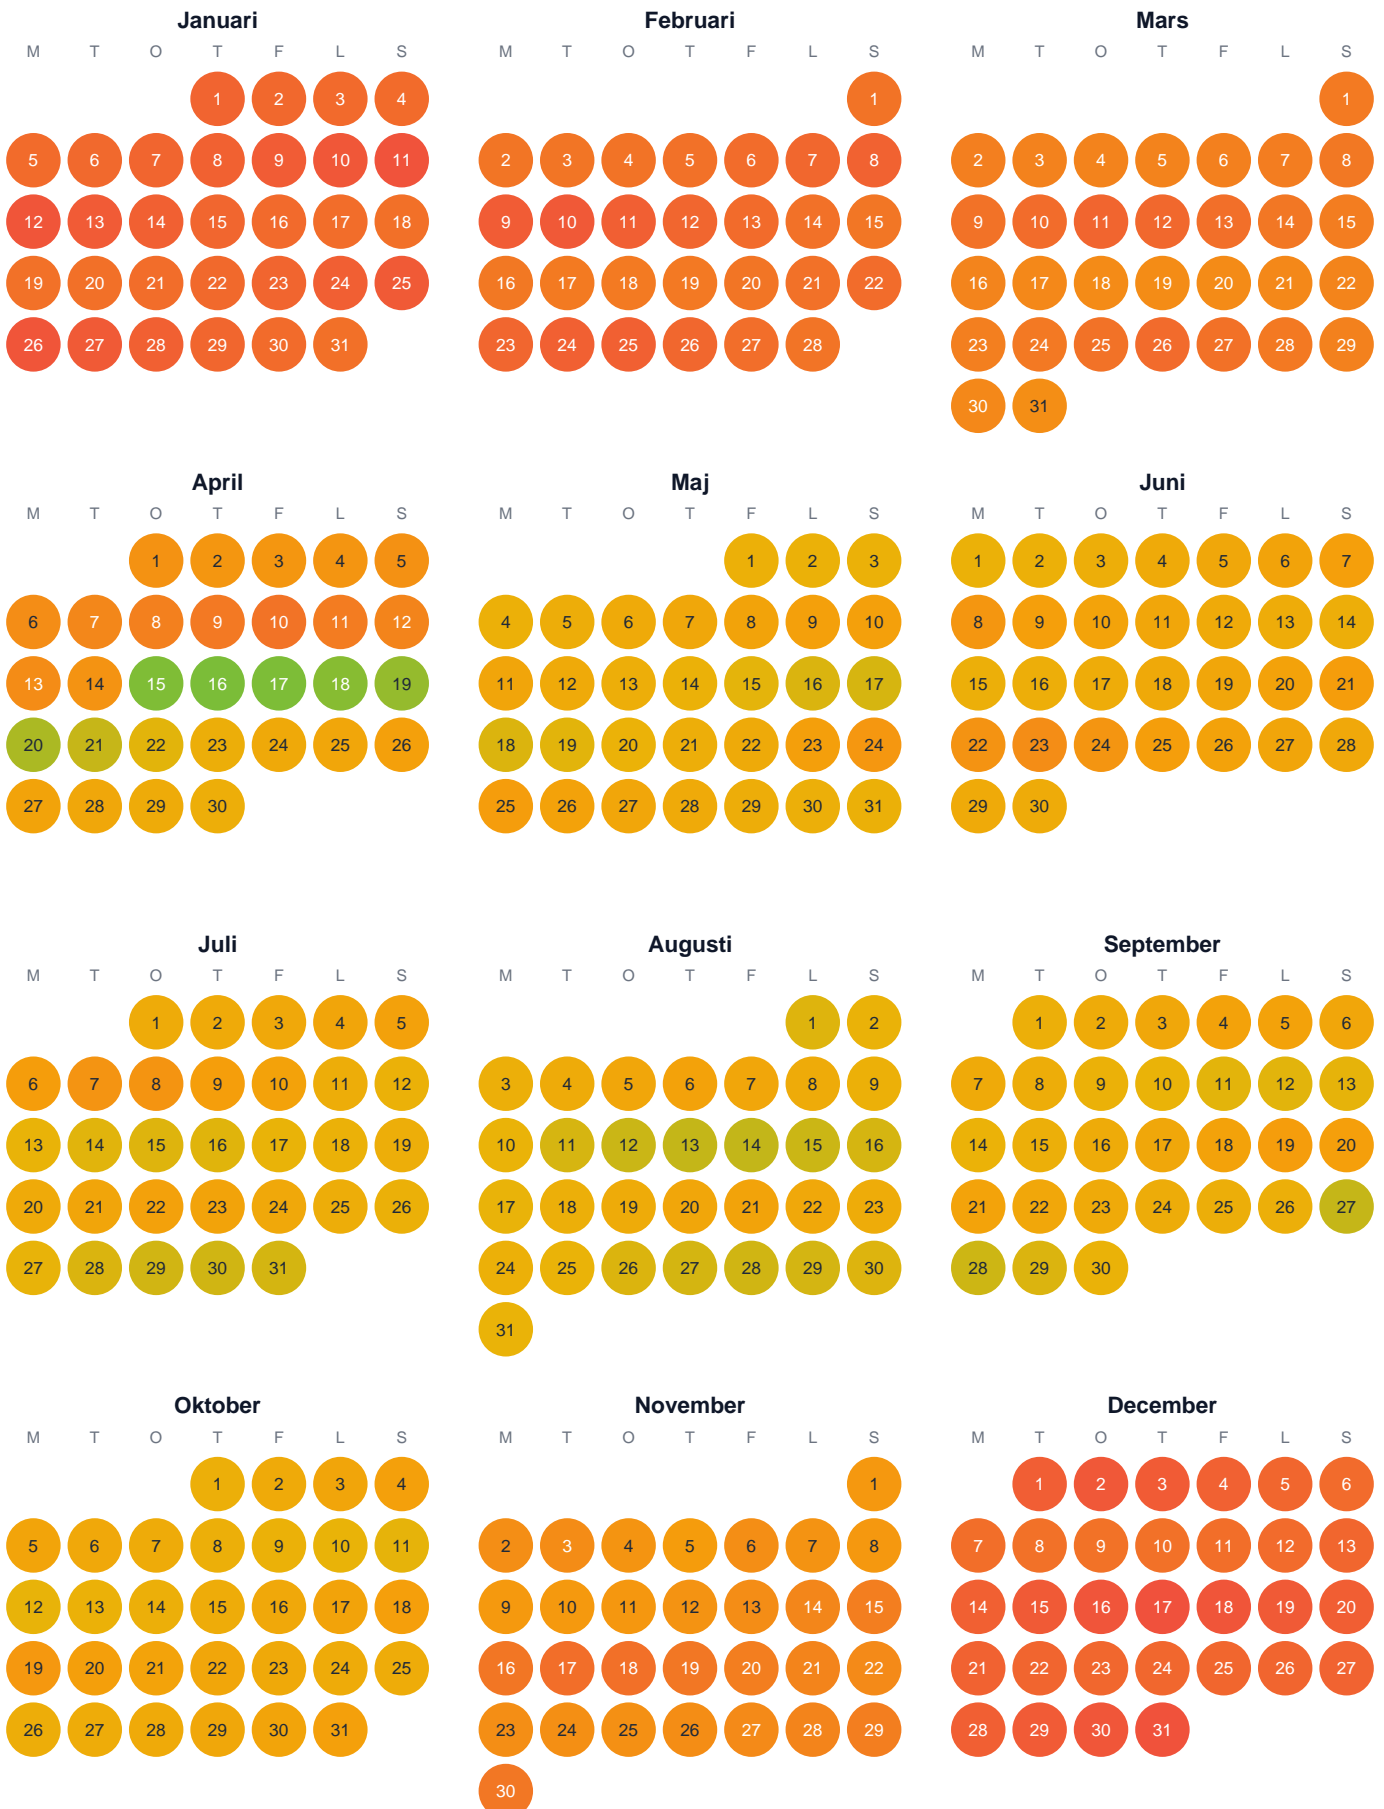 Januari Februari Mars
M T O T F L S M T O T F L S M T O T F L S
1 2 3 4 1 1
5 6 7 8 9 10 11 2 3 4 5 6 7 8 2 3 4 5 6 7 8
12 13 14 15 16 17 18 9 10 11 12 13 14 15 9 10 11 12 13 14 15
19 20 21 22 23 24 25 16 17 18 19 20 21 22 16 17 18 19 20 21 22
26 27 28 29 30 31 23 24 25 26 27 28 23 24 25 26 27 28 29
30 31
April Maj Juni
M T O T F L S M T O T F L S M T O T F L S
1 2 3 4 5 1 2 3 1 2 3 4 5 6 7
6 7 8 9 10 11 12 4 5 6 7 8 9 10 8 9 10 11 12 13 14
13 14 15 16 17 18 19 11 12 13 14 15 16 17 15 16 17 18 19 20 21
20 21 22 23 24 25 26 18 19 20 21 22 23 24 22 23 24 25 26 27 28
27 28 29 30 25 26 27 28 29 30 31 29 30
Juli Augusti September
M T O T F L S M T O T F L S M T O T F L S
1 2 3 4 5 1 2 1 2 3 4 5 6
6 7 8 9 10 11 12 3 4 5 6 7 8 9 7 8 9 10 11 12 13
13 14 15 16 17 18 19 10 11 12 13 14 15 16 14 15 16 17 18 19 20
20 21 22 23 24 25 26 17 18 19 20 21 22 23 21 22 23 24 25 26 27
27 28 29 30 31 24 25 26 27 28 29 30 28 29 30
31
Oktober November December
M T O T F L S M T O T F L S M T O T F L S
1 2 3 4 1 1 2 3 4 5 6
5 6 7 8 9 10 11 2 3 4 5 6 7 8 7 8 9 10 11 12 13
12 13 14 15 16 17 18 9 10 11 12 13 14 15 14 15 16 17 18 19 20
19 20 21 22 23 24 25 16 17 18 19 20 21 22 21 22 23 24 25 26 27
26 27 28 29 30 31 23 24 25 26 27 28 29 28 29 30 31
30